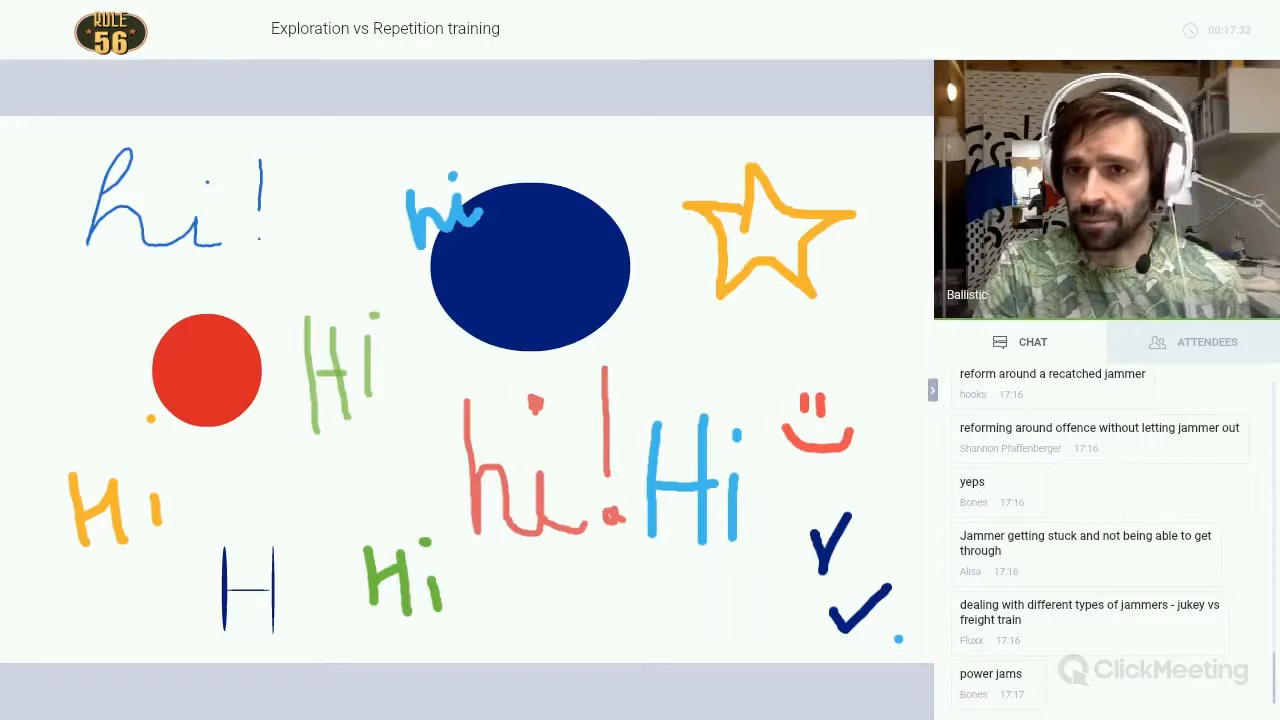 RULE
56
Exploration vs Repetition training
00:17:33
hi!
hi
Hi
hi!
Hi
Hi
H
Hi
Ballistic
CHAT
ATTENDEES
reform around a recatched jammer
hooks 17:16
reforming around offence without letting jammer out
Shannon Pfaffenberger 17:16
yeps
Bones 17:16
Jammer getting stuck and not being able to get
through
Alisa 17:16
dealing with different types of jammers - jukey vs
freight train
Fluxx 17:16
power jams
Bones 17:17
ClickMeeting